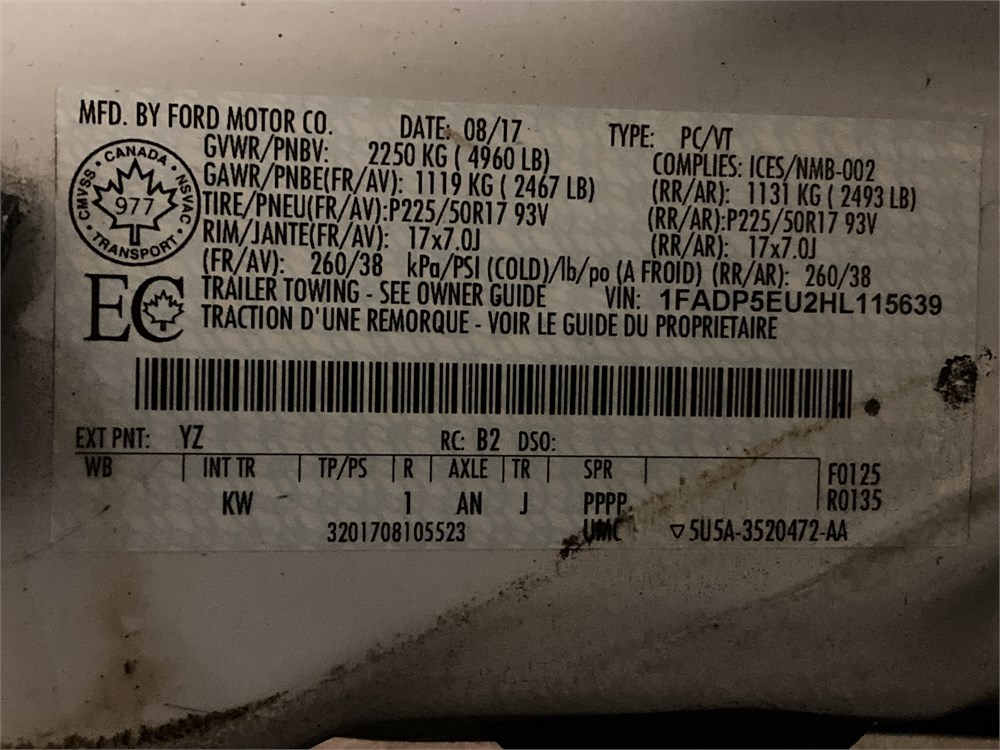 MFD. BY FORD MOTOR CO. DATE: 08/17 TYPE: PC/VT
GVWR/PNBV: 2250 KG ( 4960 LB) COMPLIES: ICES/NMB-002
GAWR/PNBE(FR/AV): 1119 KG ( 2467 LB) (RR/AR): 1131 KG ( 2493 LB)
TIRE/PNEU(FR/AV):P225/50R17 93V (RR/AR):P225/50R17 93V
RIM/JANTE(FR/AV): 17x7.0J (RR/AR): 17x7.0J
(FR/AV): 260/38 kPa/PSI (COLD)/lb/po (A FROID) (RR/AR): 260/38
TRAILER TOWING - SEE OWNER GUIDE VIN: 1FADP5EU2HL115639
TRACTION D'UNE REMORQUE - VOIR LE GUIDE DU PROPRIETAIRE
CANADA
CMVSS 977 NSVAC
TRANSPORT
EC
EXT PNT: YZ RC: B2 DSO:
WB | INT TR | TP/PS | R | AXLE | TR | SPR | F0125
KW 1 AN J PPPP R0135
3201708105523 UMC ▽5U5A-3520472-AA